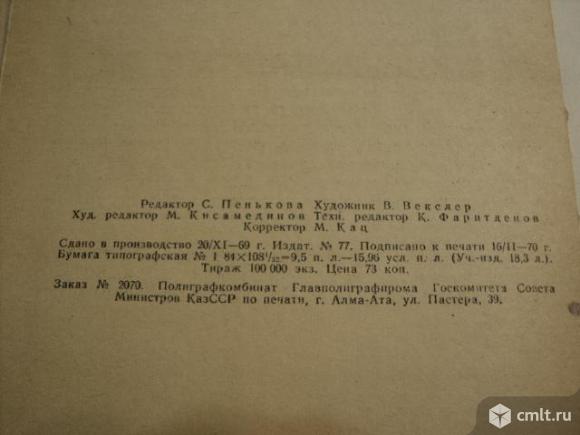 Редактор С. Пенькова Художник В. Векслер
Худ. редактор М. Кисамединов Техн. редактор К. Фаритденов
Корректор М. Кац
Сдано в производство 20/XI—69 г. Издат. № 77. Подписано к печати 16/II—70 г.
Бумага типографская № 1 84×108¹/₃₂=9,5 п. л.—15,96 усл. п. л. (Уч.-изд. 18,3 л.).
Тираж 100 000 экз. Цена 73 коп.
Заказ № 2079. Полиграфкомбинат Главполиграфпрома Госкомитета Совета
Министров КазССР по печати, г. Алма-Ата, ул. Пастера, 39.
cmlt.ru